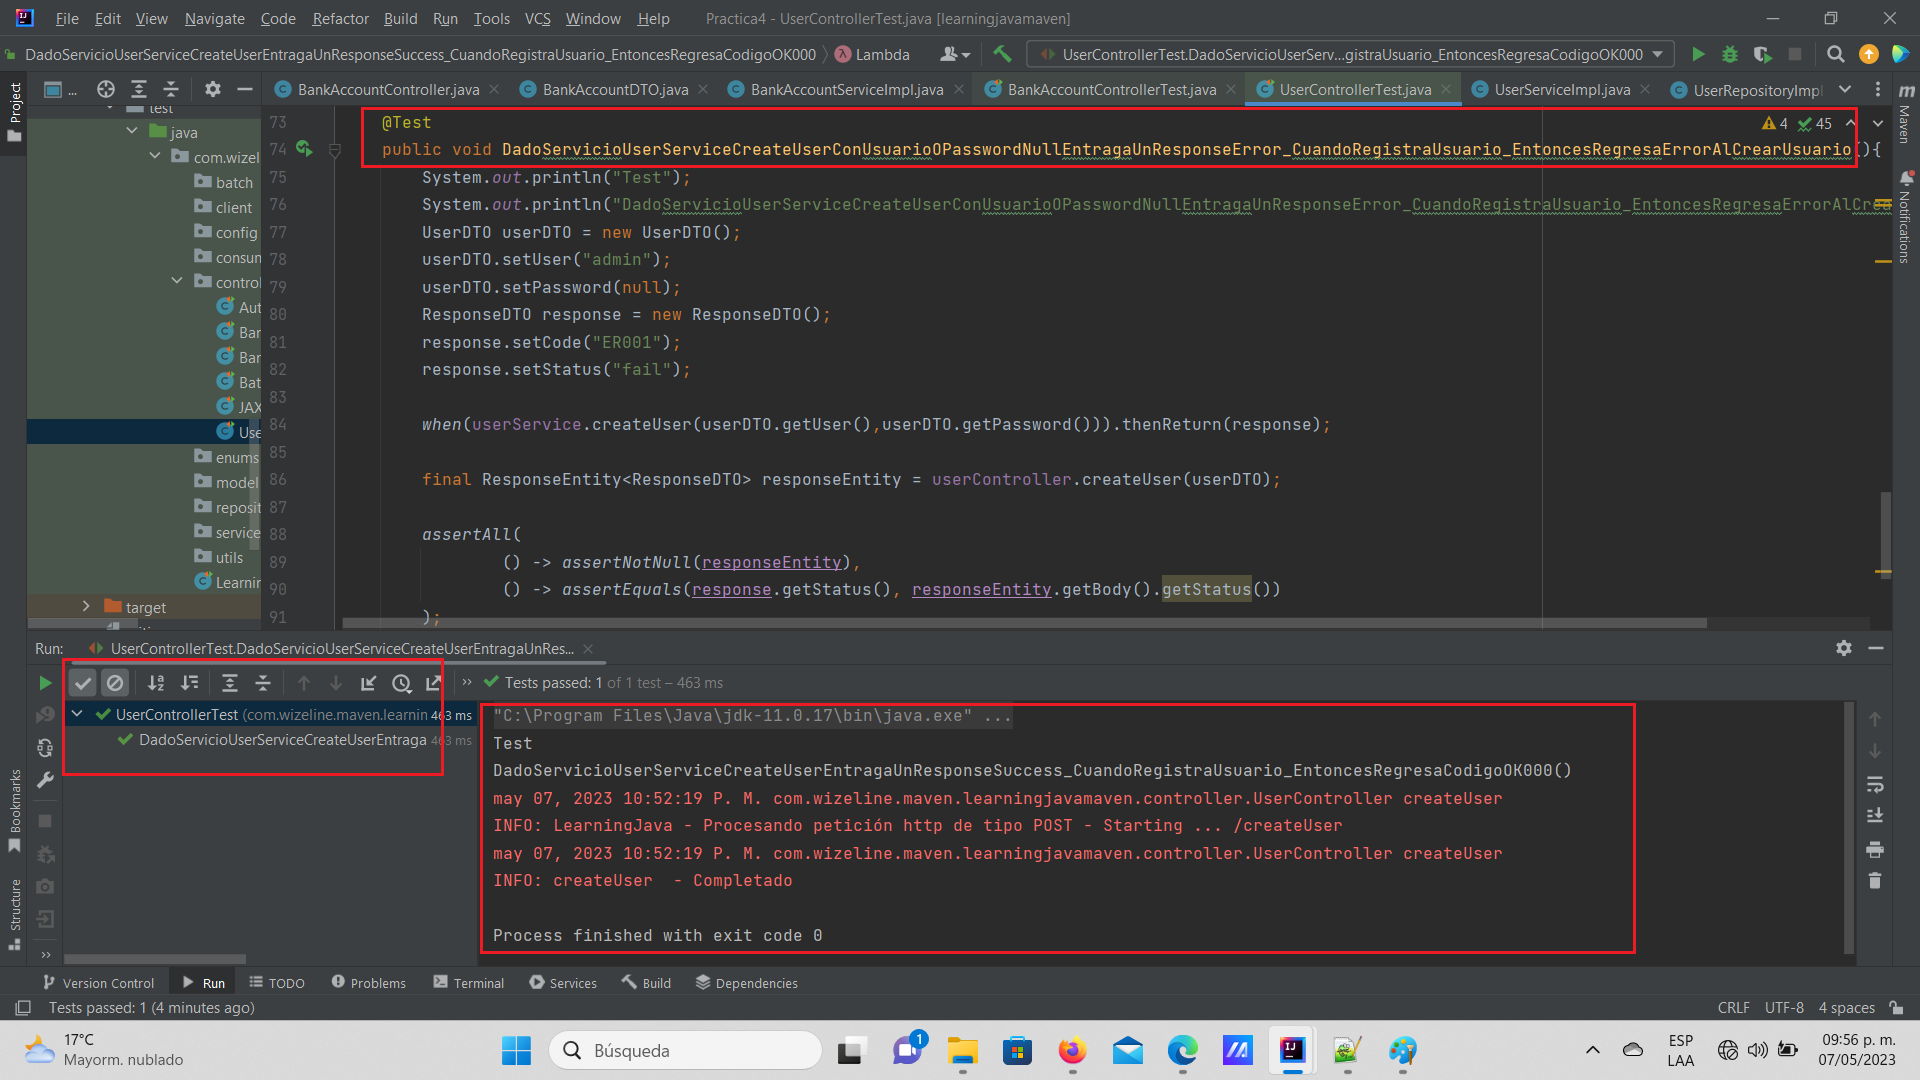 File Edit View Navigate Code Refactor Build Run Tools VCS Window Help Practica4 - UserControllerTest.java [learningjavamaven]
DadoServicioUserServiceCreateUserEntragaUnResponseSuccess_CuandoRegistraUsuario_EntoncesRegresaCodigoOK000 Lambda UserControllerTest.DadoServicioUserServ...gistraUsuario_EntoncesRegresaCodigoOK000
... BankAccountController.java BankAccountDTO.java BankAccountServiceImpl.java BankAccountControllerTest.java UserControllerTest.java UserServiceImpl.java UserRepositoryImpl
Project
Maven
Notifications
Bookmarks
Structure
test
java
com.wizel
batch
client
config
consun
contro
Aut
Bar
Bar
Bat
JAX
Use
enums
model
reposit
service
utils
Learnin
target
4 45
73 @Test
74 public void DadoServicioUserServiceCreateUserConUsuarioOPasswordNullEntragaUnResponseError_CuandoRegistraUsuario_EntoncesRegresaErrorAlCrearUsuario(){
75 System.out.println("Test");
76 System.out.println("DadoServicioUserServiceCreateUserConUsuarioOPasswordNullEntragaUnResponseError_CuandoRegistraUsuario_EntoncesRegresaErrorAlCrea
77 UserDTO userDTO = new UserDTO();
78 userDTO.setUser("admin");
79 userDTO.setPassword(null);
80 ResponseDTO response = new ResponseDTO();
81 response.setCode("ER001");
82 response.setStatus("fail");
83
84 when(userService.createUser(userDTO.getUser(),userDTO.getPassword())).thenReturn(response);
85
86 final ResponseEntity<ResponseDTO> responseEntity = userController.createUser(userDTO);
87
88 assertAll(
89 () -> assertNotNull(responseEntity),
90 () -> assertEquals(response.getStatus(), responseEntity.getBody().getStatus())
91 );
Run: UserControllerTest.DadoServicioUserServiceCreateUserEntragaUnRes...
Tests passed: 1 of 1 test – 463 ms
UserControllerTest (com.wizeline.maven.learnin 463 ms
DadoServicioUserServiceCreateUserEntraga 463 ms
"C:\Program Files\Java\jdk-11.0.17\bin\java.exe" ...
Test
DadoServicioUserServiceCreateUserEntragaUnResponseSuccess_CuandoRegistraUsuario_EntoncesRegresaCodigoOK000()
may 07, 2023 10:52:19 P. M. com.wizeline.maven.learningjavamaven.controller.UserController createUser
INFO: LearningJava - Procesando petición http de tipo POST - Starting ... /createUser
may 07, 2023 10:52:19 P. M. com.wizeline.maven.learningjavamaven.controller.UserController createUser
INFO: createUser  - Completado
Process finished with exit code 0
Version Control Run TODO Problems Terminal Services Build Dependencies
Tests passed: 1 (4 minutes ago) CRLF UTF-8 4 spaces
17°C
Mayorm. nublado
Búsqueda
1
ESP
LAA
09:56 p. m.
07/05/2023